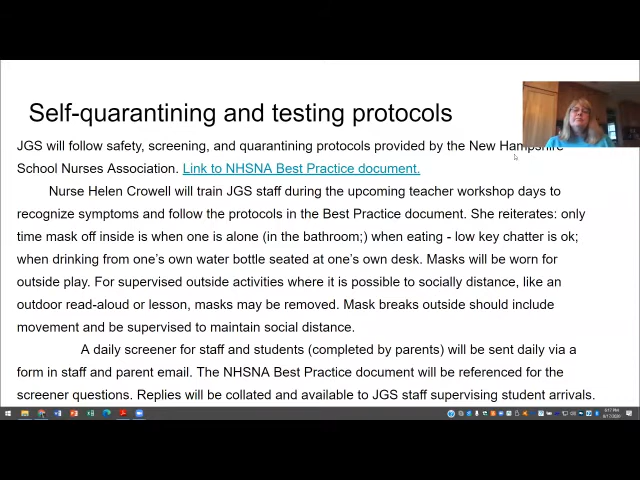 Self-quarantining and testing protocols
JGS will follow safety, screening, and quarantining protocols provided by the New Hampshire
School Nurses Association. Link to NHSNA Best Practice document.
Nurse Helen Crowell will train JGS staff during the upcoming teacher workshop days to
recognize symptoms and follow the protocols in the Best Practice document. She reiterates: only
time mask off inside is when one is alone (in the bathroom;) when eating - low key chatter is ok;
when drinking from one's own water bottle seated at one's own desk. Masks will be worn for
outside play. For supervised outside activities where it is possible to socially distance, like an
outdoor read-aloud or lesson, masks may be removed. Mask breaks outside should include
movement and be supervised to maintain social distance.
A daily screener for staff and students (completed by parents) will be sent daily via a
form in staff and parent email. The NHSNA Best Practice document will be referenced for the
screener questions. Replies will be collated and available to JGS staff supervising student arrivals.